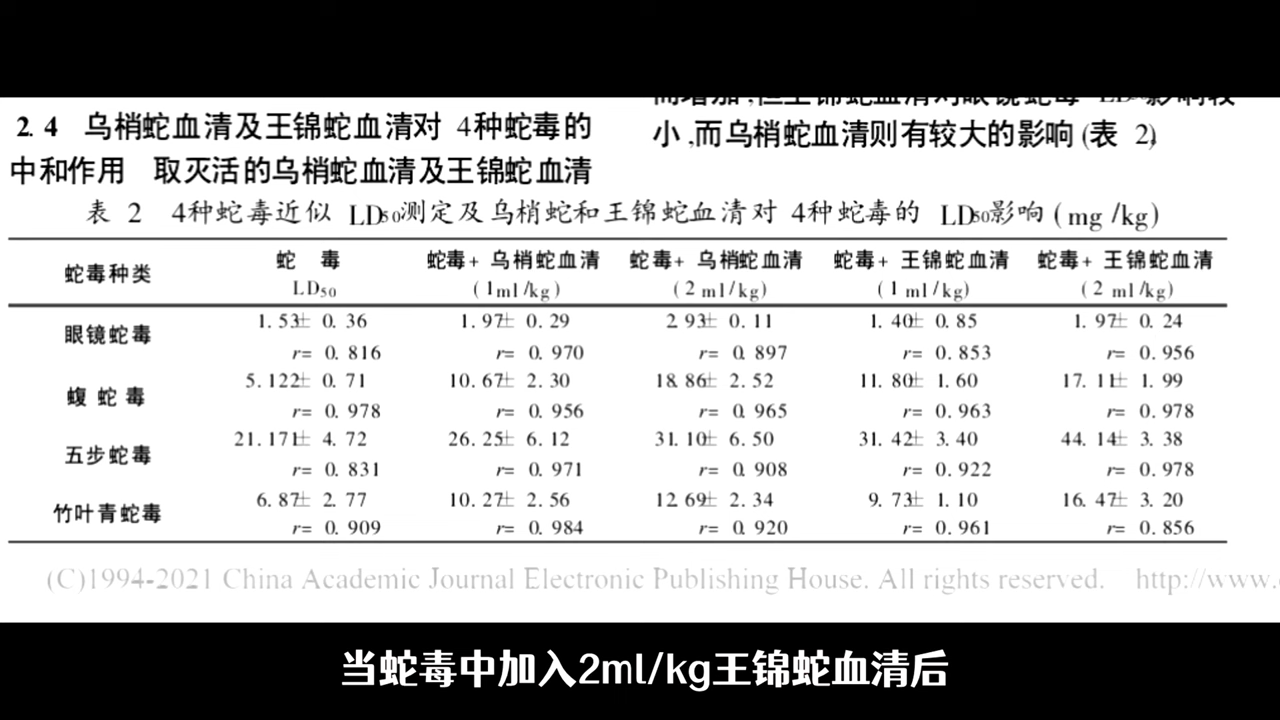 2.4 乌梢蛇血清及王锦蛇血清对 4种蛇毒的
中和作用 取灭活的乌梢蛇血清及王锦蛇血清
小,而乌梢蛇血清则有较大的影响(表 2)。
表 2 4种蛇毒近似 LD50测定及乌梢蛇和王锦蛇血清对 4种蛇毒的 LD50影响(mg/kg)
蛇毒种类 蛇 毒 LD50 蛇毒+ 乌梢蛇血清 (1ml/kg) 蛇毒+ 乌梢蛇血清 (2ml/kg) 蛇毒+ 王锦蛇血清 (1ml/kg) 蛇毒+ 王锦蛇血清 (2ml/kg)
眼镜蛇毒 1.53± 0.36 1.97± 0.29 2.93± 0.11 1.40± 0.85 1.97± 0.24
r= 0.816 r= 0.970 r= 0.897 r= 0.853 r= 0.956
蝮蛇毒 5.122± 0.71 10.67± 2.30 18.86± 2.52 11.80± 1.60 17.11± 1.99
r= 0.978 r= 0.956 r= 0.965 r= 0.963 r= 0.978
五步蛇毒 21.171± 4.72 26.25± 6.12 31.10± 6.50 31.42± 3.40 44.14± 3.38
r= 0.831 r= 0.971 r= 0.908 r= 0.922 r= 0.978
竹叶青蛇毒 6.87± 2.77 10.27± 2.56 12.69± 2.34 9.73± 1.10 16.47± 3.20
r= 0.909 r= 0.984 r= 0.920 r= 0.961 r= 0.856
(C)1994-2021 China Academic Journal Electronic Publishing House. All rights reserved. http://www.
当蛇毒中加入2ml/kg王锦蛇血清后